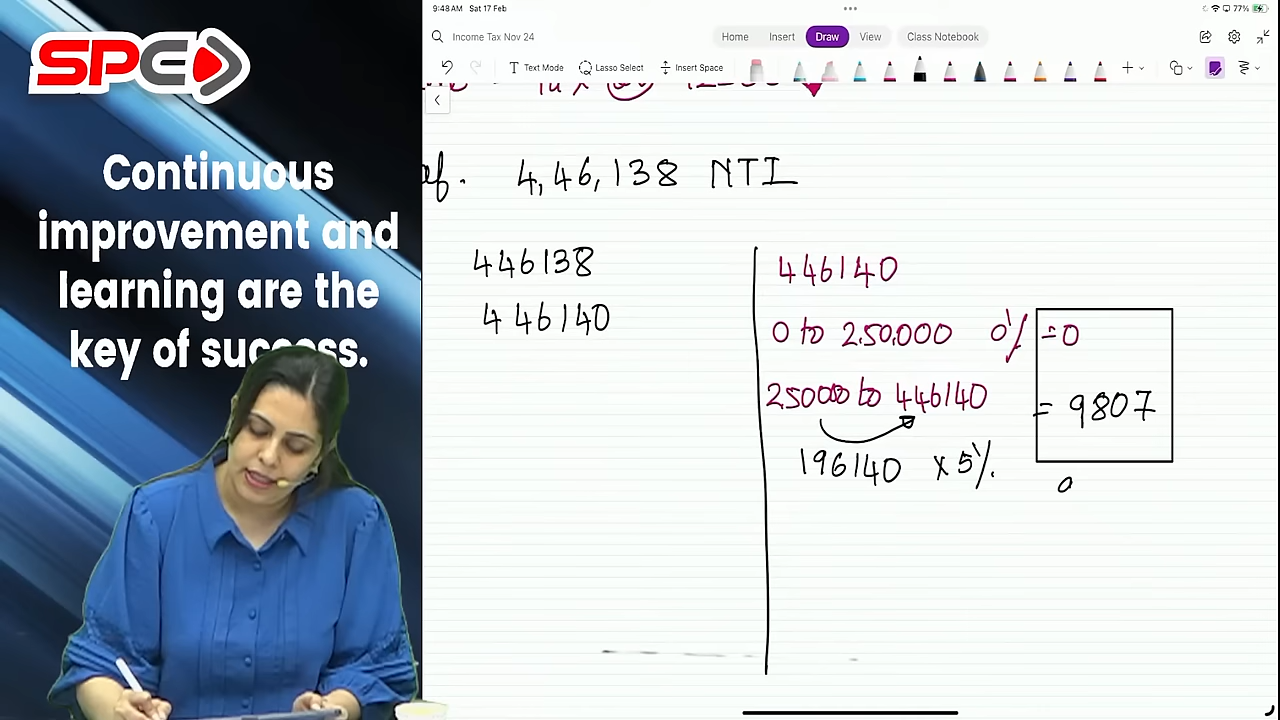 9:48 AM Sat 17 Feb
77%
Income Tax Nov 24
Home Insert Draw View Class Notebook
Text Mode Lasso Select Insert Space
SPE
Continuous
improvement and
learning are the
key of success.
4,46,138 NTI
446138
446140
446140
0 to 2,50,000 0% = 0
250000 to 446140 = 9807
196140 x 5%